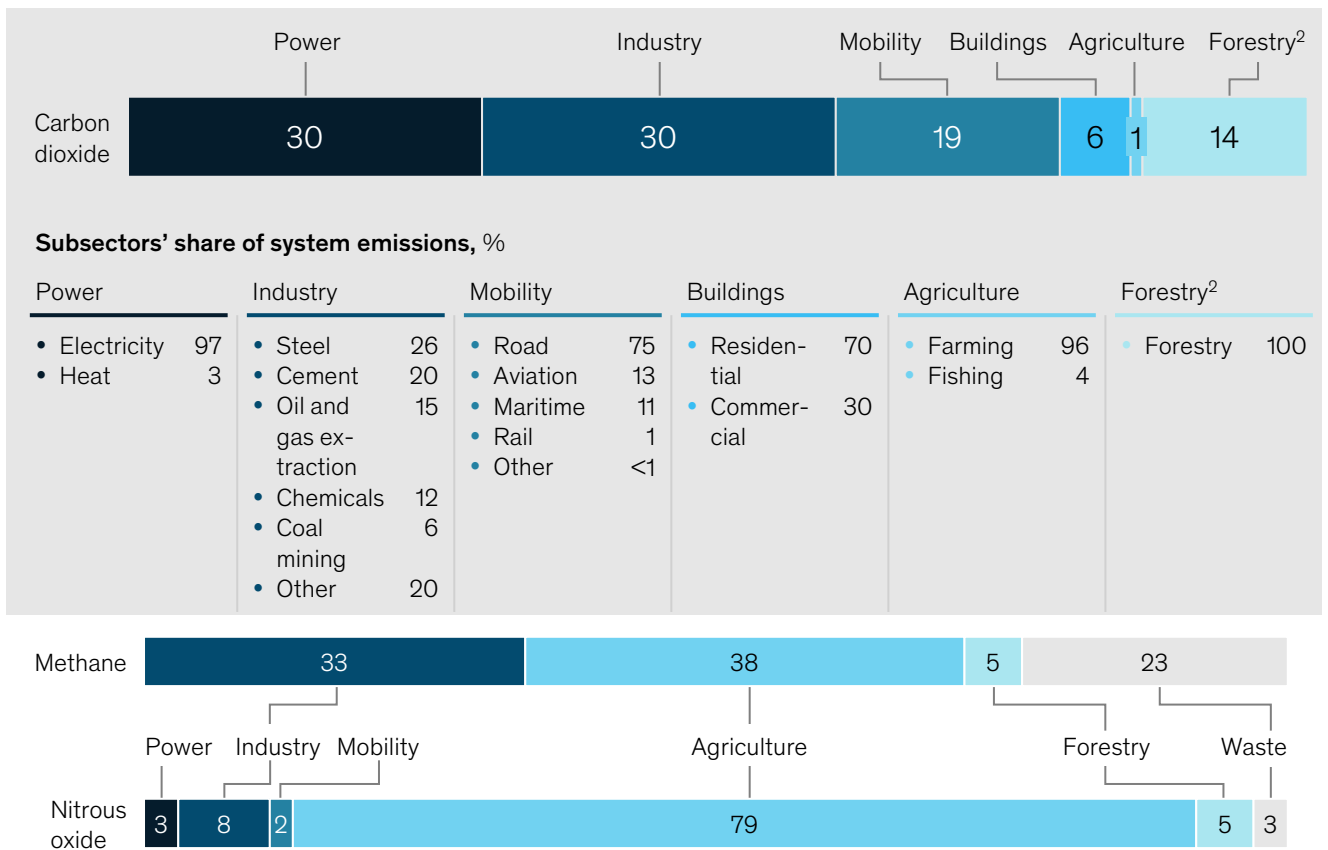 Power Industry Mobility Buildings Agriculture Forestry2
Carbon
dioxide
30 30 19 6 1 14
Subsectors’ share of system emissions, %
Power
• Electricity 97
• Heat 3
Industry
• Steel 26
• Cement 20
• Oil and 15
gas ex-
traction
• Chemicals 12
• Coal 6
mining
• Other 20
Mobility
• Road 75
• Aviation 13
• Maritime 11
• Rail 1
• Other <1
Buildings
• Residen- 70
tial
• Commer- 30
cial
Agriculture
• Farming 96
• Fishing 4
Forestry2
• Forestry 100
Methane 33 38 5 23
Power Industry Mobility Agriculture Forestry Waste
Nitrous
oxide
3 8 2 79 5 3